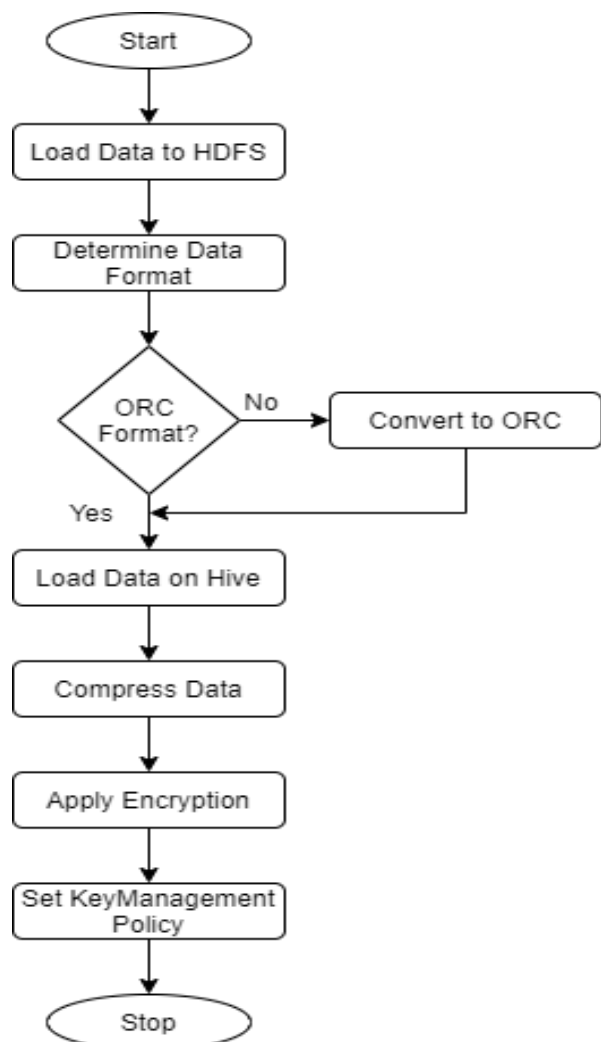 Start
Load Data to HDFS
Determine Data
Format
ORC
Format?
No
Convert to ORC
Yes
Load Data on Hive
Compress Data
Apply Encryption
Set KeyManagement
Policy
Stop